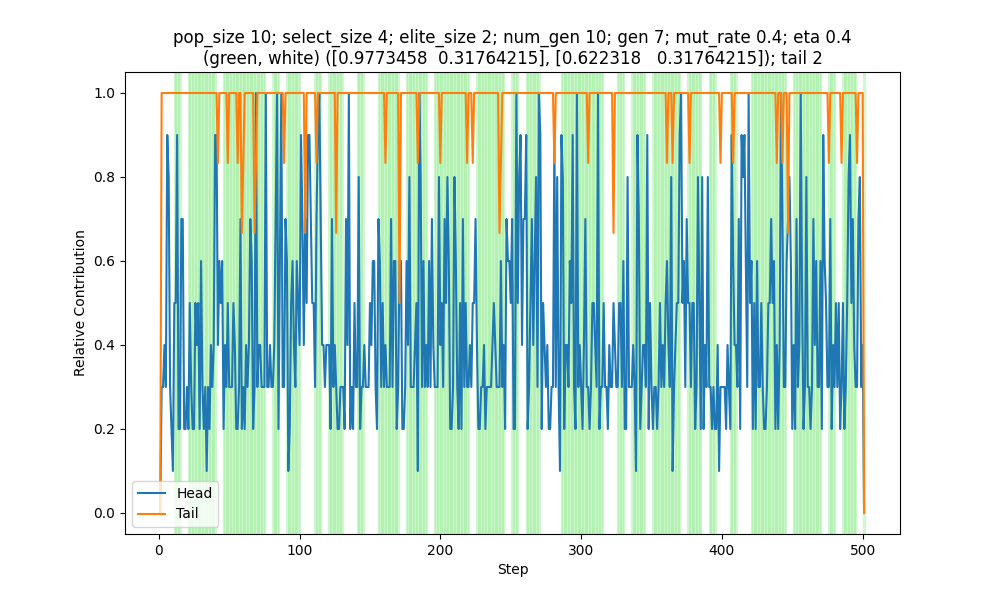 pop_size 10; select_size 4; elite_size 2; num_gen 10; gen 7; mut_rate 0.4; eta 0.4
(green, white) ([0.9773458  0.31764215], [0.622318   0.31764215]); tail 2
1.0
0.8
0.6
0.4
0.2
0.0
Relative Contribution
Head
Tail
0
100
200
300
400
500
Step